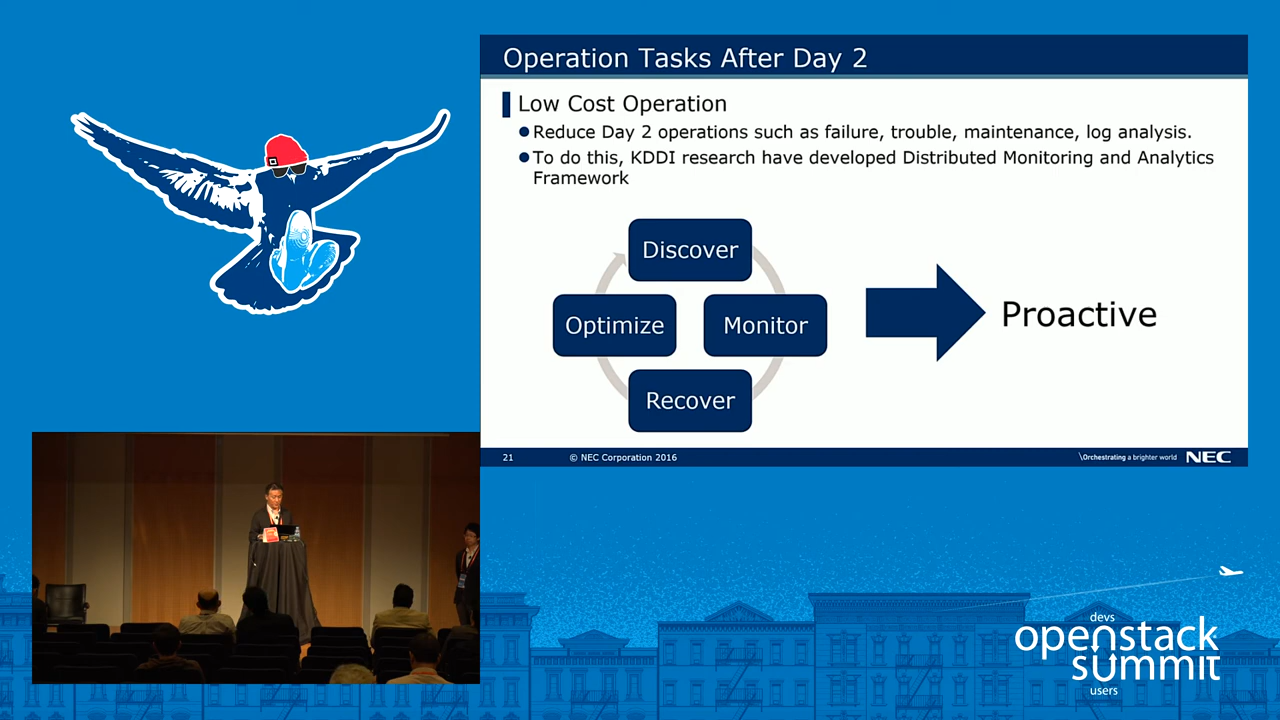 Operation Tasks After Day 2
Low Cost Operation
Reduce Day 2 operations such as failure, trouble, maintenance, log analysis.
To do this, KDDI research have developed Distributed Monitoring and Analytics
Framework
Discover
Optimize
Monitor
Recover
Proactive
21
© NEC Corporation 2016
\Orchestrating a brighter world
NEC
devs
openstack
summit
users